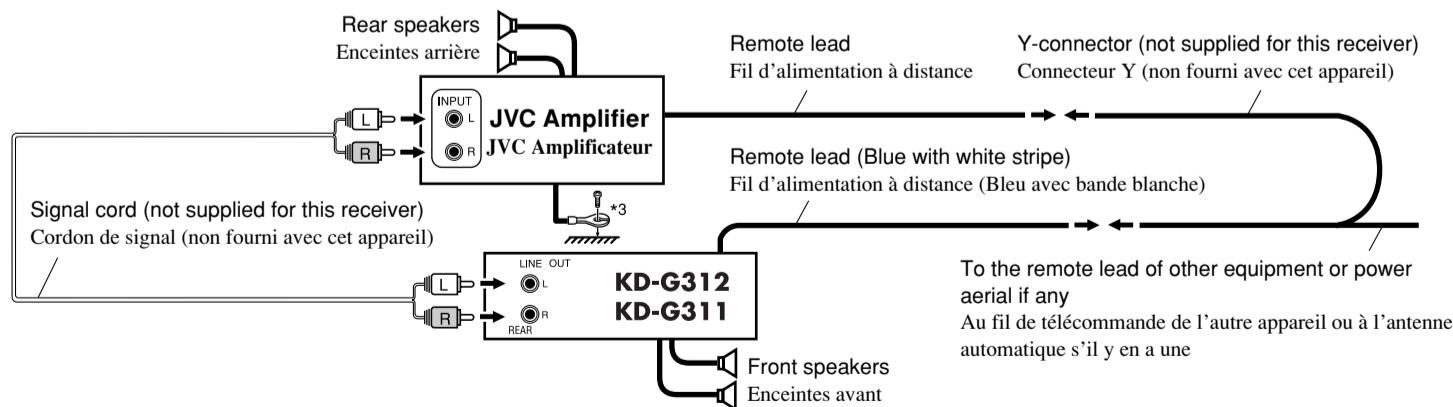 Rear speakers
Enceintes arrière
Remote lead
Fil d’alimentation à distance
Y-connector (not supplied for this receiver)
Connecteur Y (non fourni avec cet appareil)
L
R
INPUT
L
R
JVC Amplifier
JVC Amplificateur
Remote lead (Blue with white stripe)
Fil d’alimentation à distance (Bleu avec bande blanche)
*3
Signal cord (not supplied for this receiver)
Cordon de signal (non fourni avec cet appareil)
L
R
LINE OUT
L
R
REAR
KD-G312
KD-G311
To the remote lead of other equipment or power
aerial if any
Au fil de télécommande de l’autre appareil ou à l’antenne
automatique s’il y en a une
Front speakers
Enceintes avant